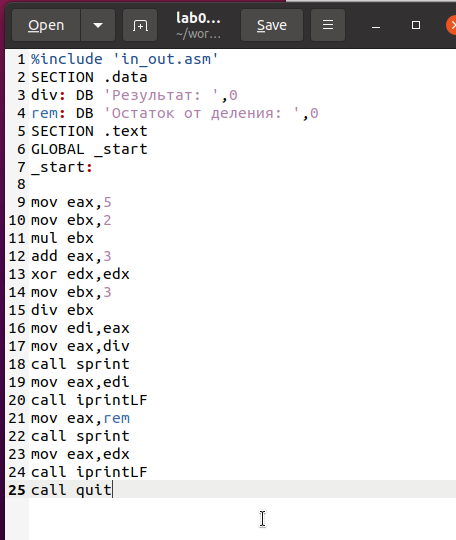 Open
lab0...
~/wor...
Save
1 %include 'in_out.asm'
2 SECTION .data
3 div: DB 'Результат: ',0
4 rem: DB 'Остаток от деления: ',0
5 SECTION .text
6 GLOBAL _start
7 _start:
8
9 mov eax,5
10 mov ebx,2
11 mul ebx
12 add eax,3
13 xor edx,edx
14 mov ebx,3
15 div ebx
16 mov edi,eax
17 mov eax,div
18 call sprint
19 mov eax,edi
20 call iprintLF
21 mov eax,rem
22 call sprint
23 mov eax,edx
24 call iprintLF
25 call quit